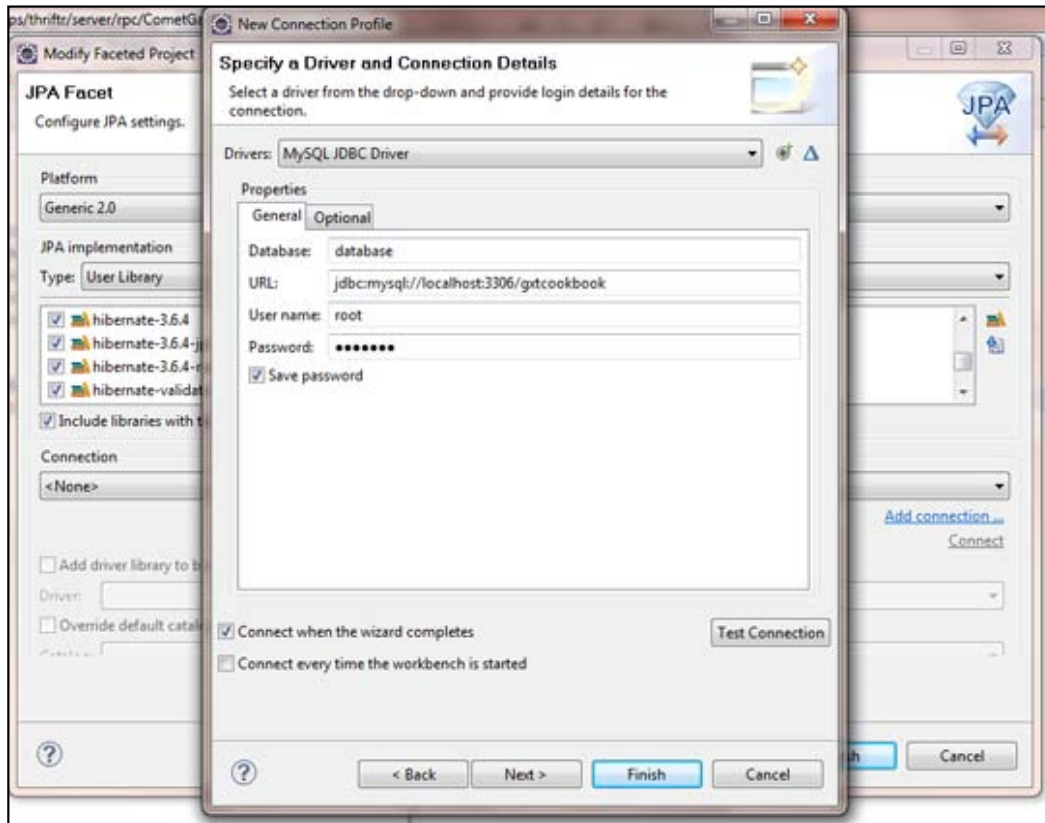 ps/thriftr/server/rpc/CometG
New Connection Profile
Modify Faceted Project
Specify a Driver and Connection Details
Select a driver from the drop-down and provide login details for the
connection.
JPA Facet
Configure JPA settings.
JPA
Drivers: MySQL JDBC Driver
Platform
Generic 2.0
Properties
General Optional
Database: database
JPA implementation
Type: User Library
URL: jdbc:mysql://localhost:3306/gxtcookbook
User name: root
Password: •••••••
Save password
hibernate-3.6.4
hibernate-3.6.4-j
hibernate-3.6.4-r
hibernate-validat
Include libraries with t
Connection
<None>
Add connection ...
Connect
Add driver library to b
Driver:
Override default catal
Connect when the wizard completes
Test Connection
Connect every time the workbench is started
?
< Back Next > Finish Cancel
?
sh Cancel